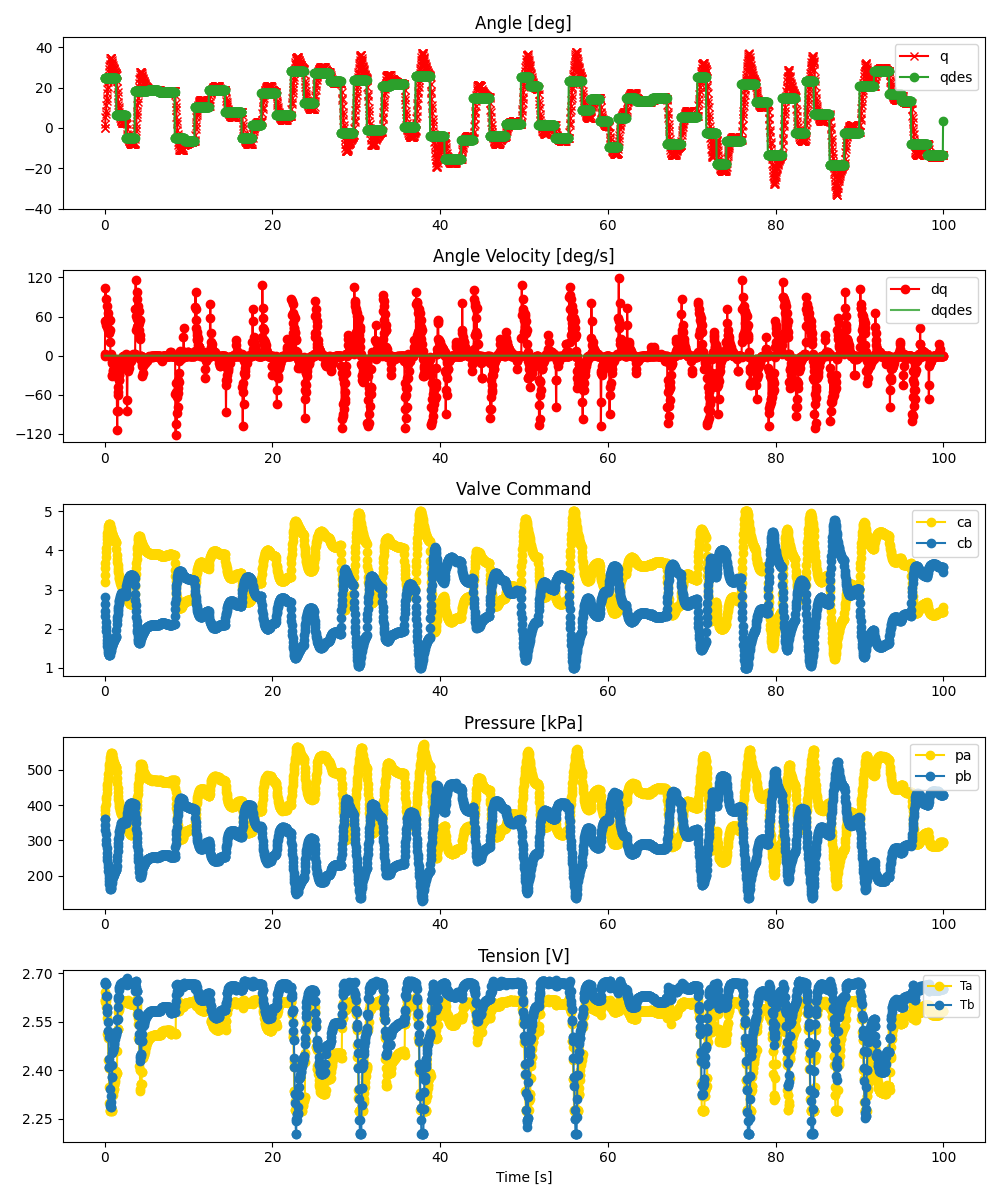 Angle [deg]
40
20
0
−20
−40
q
qdes
0 20 40 60 80 100
Angle Velocity [deg/s]
120
60
0
−60
−120
dq
dqdes
0 20 40 60 80 100
Valve Command
5
4
3
2
1
ca
cb
0 20 40 60 80 100
Pressure [kPa]
500
400
300
200
pa
pb
0 20 40 60 80 100
Tension [V]
2.70
2.55
2.40
2.25
Ta
Tb
0 20 40 60 80 100
Time [s]